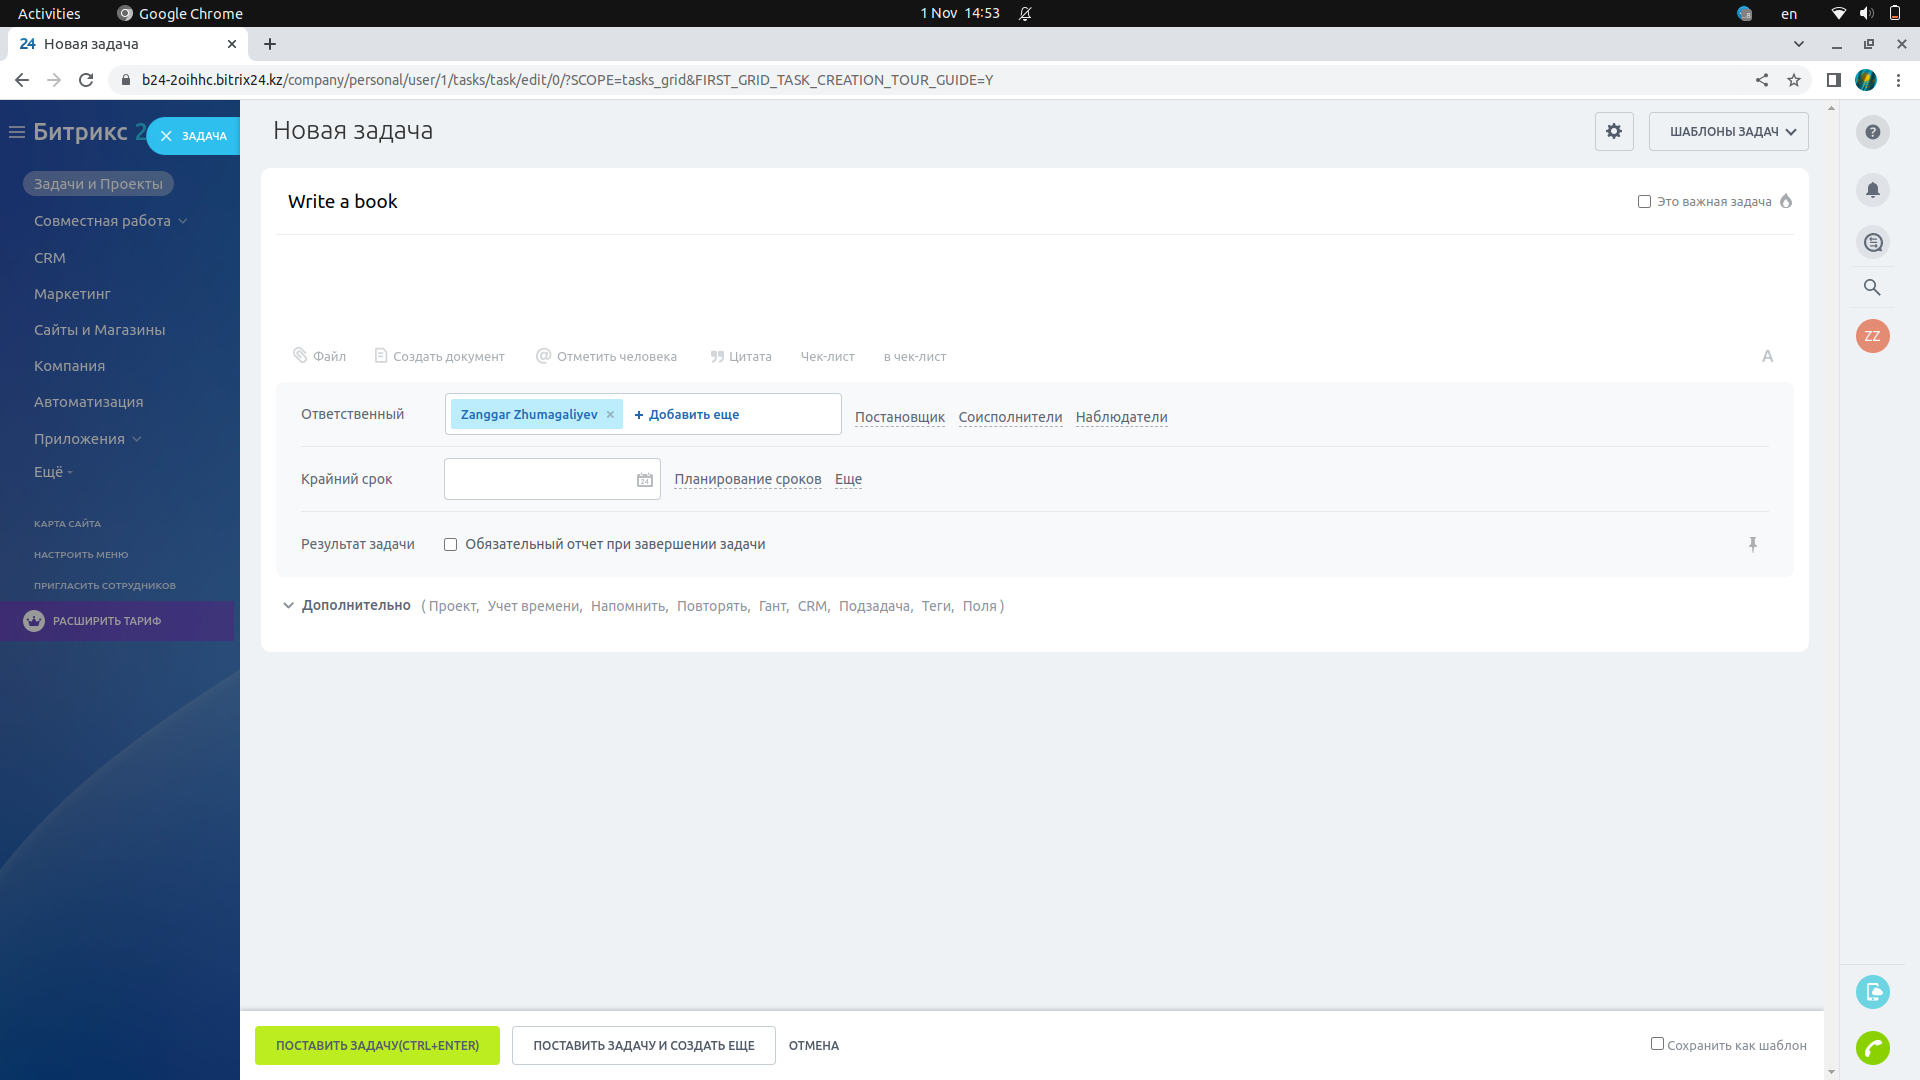 Activities
Google Chrome
1 Nov 14:53
en
24 Новая задача
b24-2oihhc.bitrix24.kz/company/personal/user/1/tasks/task/edit/0/?SCOPE=tasks_grid&FIRST_GRID_TASK_CREATION_TOUR_GUIDE=Y
Битрикс 2
ЗАДАЧА
Задачи и Проекты
Совместная работа
CRM
Маркетинг
Сайты и Магазины
Компания
Автоматизация
Приложения
Ещё
КАРТА САЙТА
НАСТРОИТЬ МЕНЮ
ПРИГЛАСИТЬ СОТРУДНИКОВ
РАСШИРИТЬ ТАРИФ
Новая задача
ШАБЛОНЫ ЗАДАЧ
Write a book
Это важная задача
Файл Создать документ @ Отметить человека Цитата Чек-лист в чек-лист A
Ответственный Zanggar Zhumagaliyev × + Добавить еще Постановщик Соисполнители Наблюдатели
Крайний срок 24 Планирование сроков Еще
Результат задачи Обязательный отчет при завершении задачи
Дополнительно ( Проект, Учет времени, Напомнить, Повторять, Гант, CRM, Подзадача, Теги, Поля )
ПОСТАВИТЬ ЗАДАЧУ(CTRL+ENTER) ПОСТАВИТЬ ЗАДАЧУ И СОЗДАТЬ ЕЩЕ ОТМЕНА
Сохранить как шаблон
?
ZZ